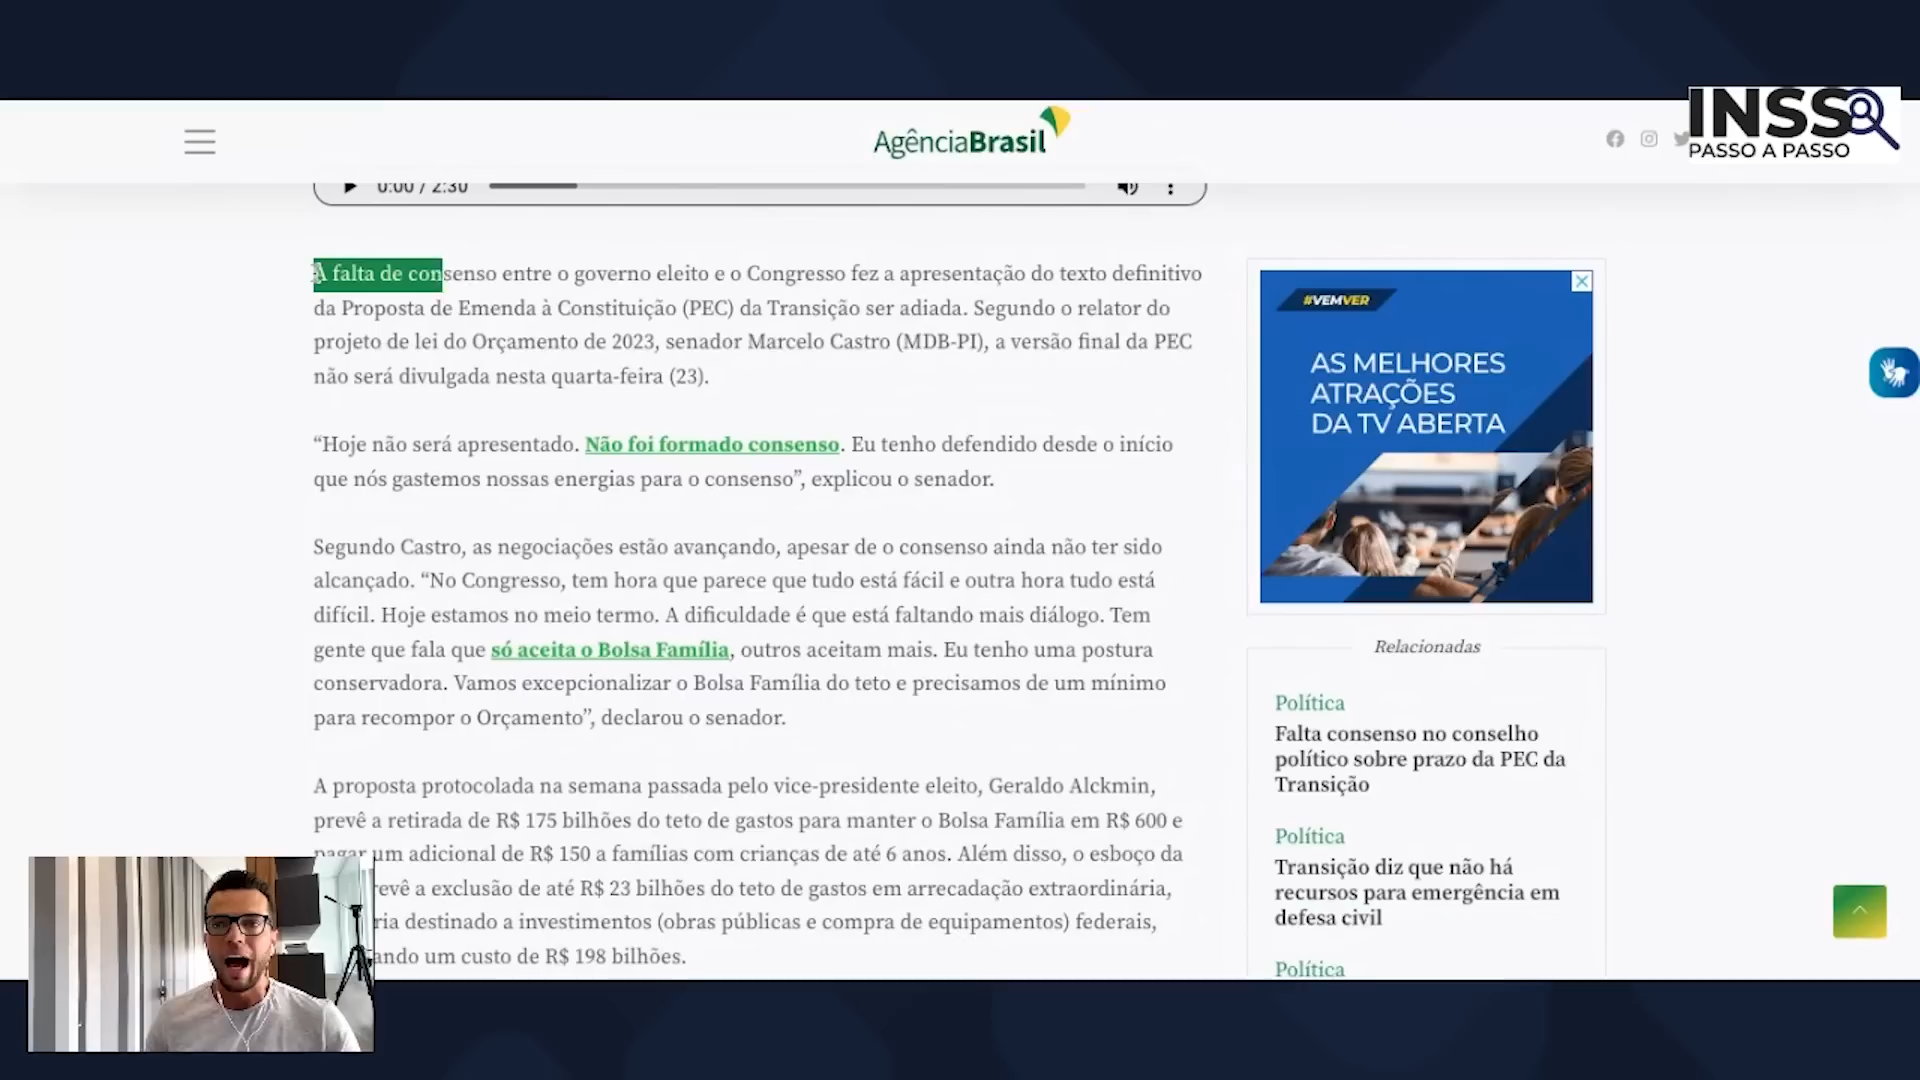 INSS
PASSO A PASSO
AgênciaBrasil
0:00 / 2:30
A falta de consenso entre o governo eleito e o Congresso fez a apresentação do texto definitivo
da Proposta de Emenda à Constituição (PEC) da Transição ser adiada. Segundo o relator do
projeto de lei do Orçamento de 2023, senador Marcelo Castro (MDB-PI), a versão final da PEC
não será divulgada nesta quarta-feira (23).
“Hoje não será apresentado. Não foi formado consenso. Eu tenho defendido desde o início
que nós gastemos nossas energias para o consenso”, explicou o senador.
Segundo Castro, as negociações estão avançando, apesar de o consenso ainda não ter sido
alcançado. “No Congresso, tem hora que parece que tudo está fácil e outra hora tudo está
difícil. Hoje estamos no meio termo. A dificuldade é que está faltando mais diálogo. Tem
gente que fala que só aceita o Bolsa Família, outros aceitam mais. Eu tenho uma postura
conservadora. Vamos excepcionalizar o Bolsa Família do teto e precisamos de um mínimo
para recompor o Orçamento”, declarou o senador.
A proposta protocolada na semana passada pelo vice-presidente eleito, Geraldo Alckmin,
prevê a retirada de R$ 175 bilhões do teto de gastos para manter o Bolsa Família em R$ 600 e
pagar um adicional de R$ 150 a famílias com crianças de até 6 anos. Além disso, o esboço da
revê a exclusão de até R$ 23 bilhões do teto de gastos em arrecadação extraordinária,
ria destinado a investimentos (obras públicas e compra de equipamentos) federais,
ando um custo de R$ 198 bilhões.
#VEMVER
AS MELHORES
ATRAÇÕES
DA TV ABERTA
Relacionadas
Política
Falta consenso no conselho
político sobre prazo da PEC da
Transição
Política
Transição diz que não há
recursos para emergência em
defesa civil
Política